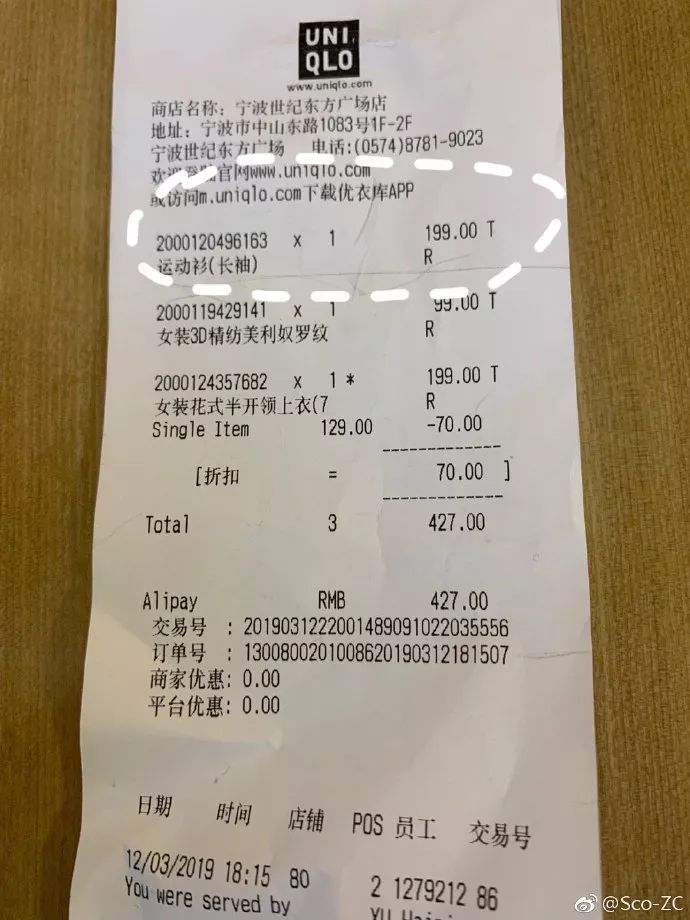 UNI
QLO
www.uniqlo.com
商店名称: 宁波世纪东方广场店
地址: 宁波市中山东路1083号1F-2F
宁波世纪东方广场 电话:(0574)8781-9023
欢迎登陆官网www.uniqlo.com
或访问m.uniqlo.com下载优衣库APP
2000120496163 x 1 199.00 T
运动衫(长袖) R
2000119429141 x 1 99.00 T
女装3D精纺美利奴罗纹 R
2000124357682 x 1 * 199.00 T
女装花式半开领上衣(7 R
Single Item 129.00 -70.00
[折扣 = 70.00 ]
Total 3 427.00
Alipay RMB 427.00
交易号 : 2019031222001489091022035556
订单号 : 1300800201008620190312181507
商家优惠: 0.00
平台优惠: 0.00
日期 时间 店铺 POS 员工 交易号
12/03/2019 18:15 80 2 1279212 86
You were served by YU
@Sco-ZC